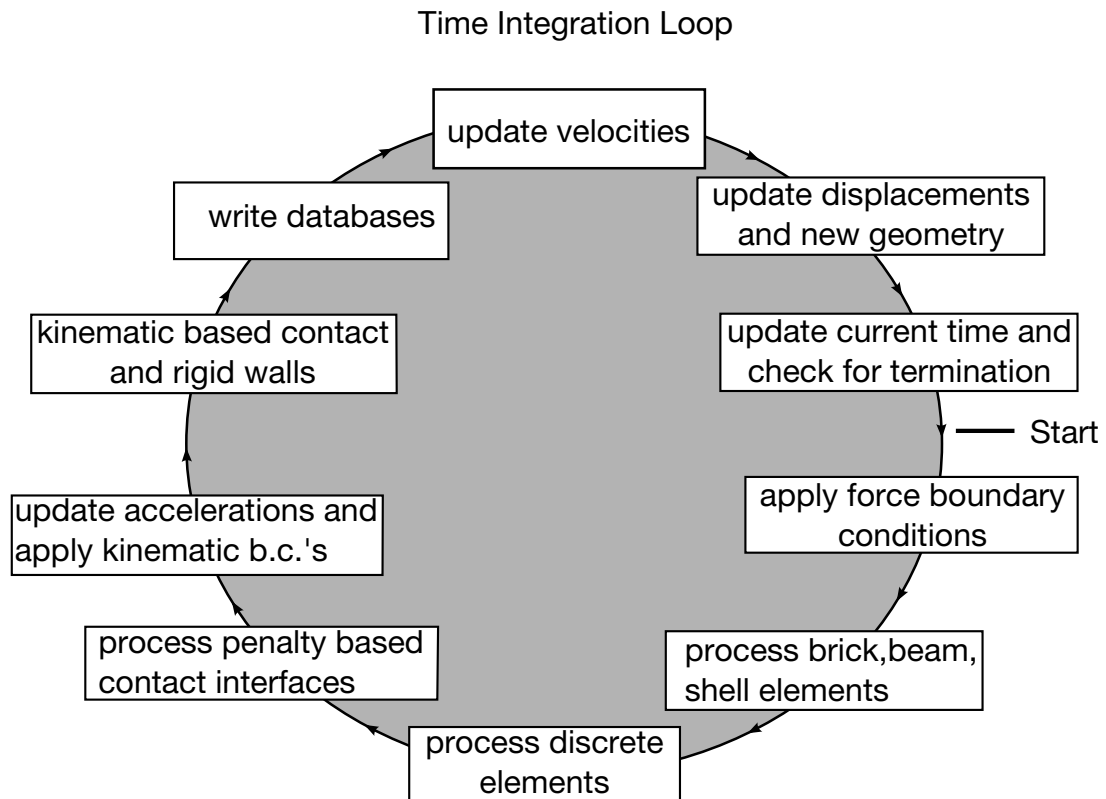 Time Integration Loop
update velocities
update displacements
and new geometry
update current time and
check for termination
Start
apply force boundary
conditions
process brick,beam,
shell elements
process discrete
elements
process penalty based
contact interfaces
update accelerations and
apply kinematic b.c.'s
kinematic based contact
and rigid walls
write databases